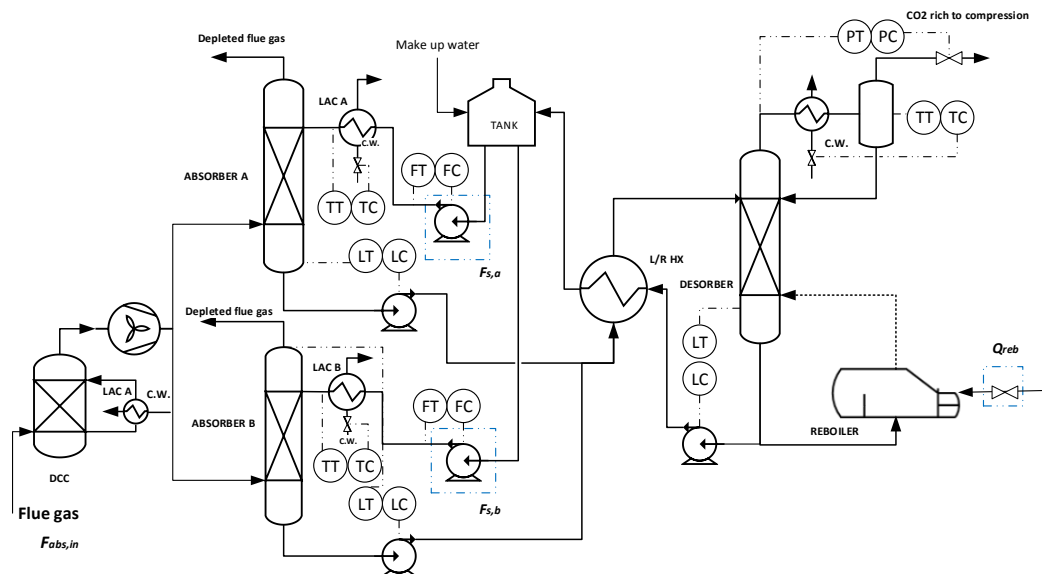 CO2 rich to compression
PT
PC
Depleted flue gas
Make up water
LAC A
TANK
C.W.
TT
TC
C.W.
ABSORBER A
FT
FC
TT
TC
Fs,a
LT
LC
L/R HX
DESORBER
Depleted flue gas
LT
LC
Qreb
LAC B
LAC A
C.W.
FT
FC
ABSORBER B
C.W.
REBOILER
TT
TC
DCC
LT
LC
Fs,b
Flue gas
Fabs,in